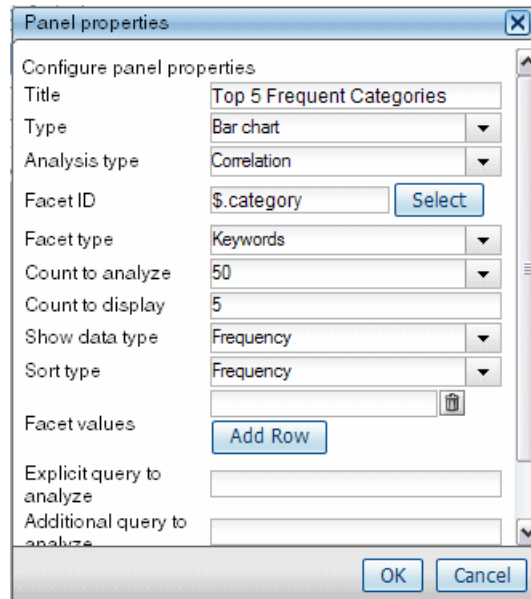 Panel properties
Configure panel properties
Title Top 5 Frequent Categories
Type Bar chart
Analysis type Correlation
Facet ID $.category Select
Facet type Keywords
Count to analyze 50
Count to display 5
Show data type Frequency
Sort type Frequency
Facet values
Add Row
Explicit query to
analyze
Additional query to
analyze
OK Cancel